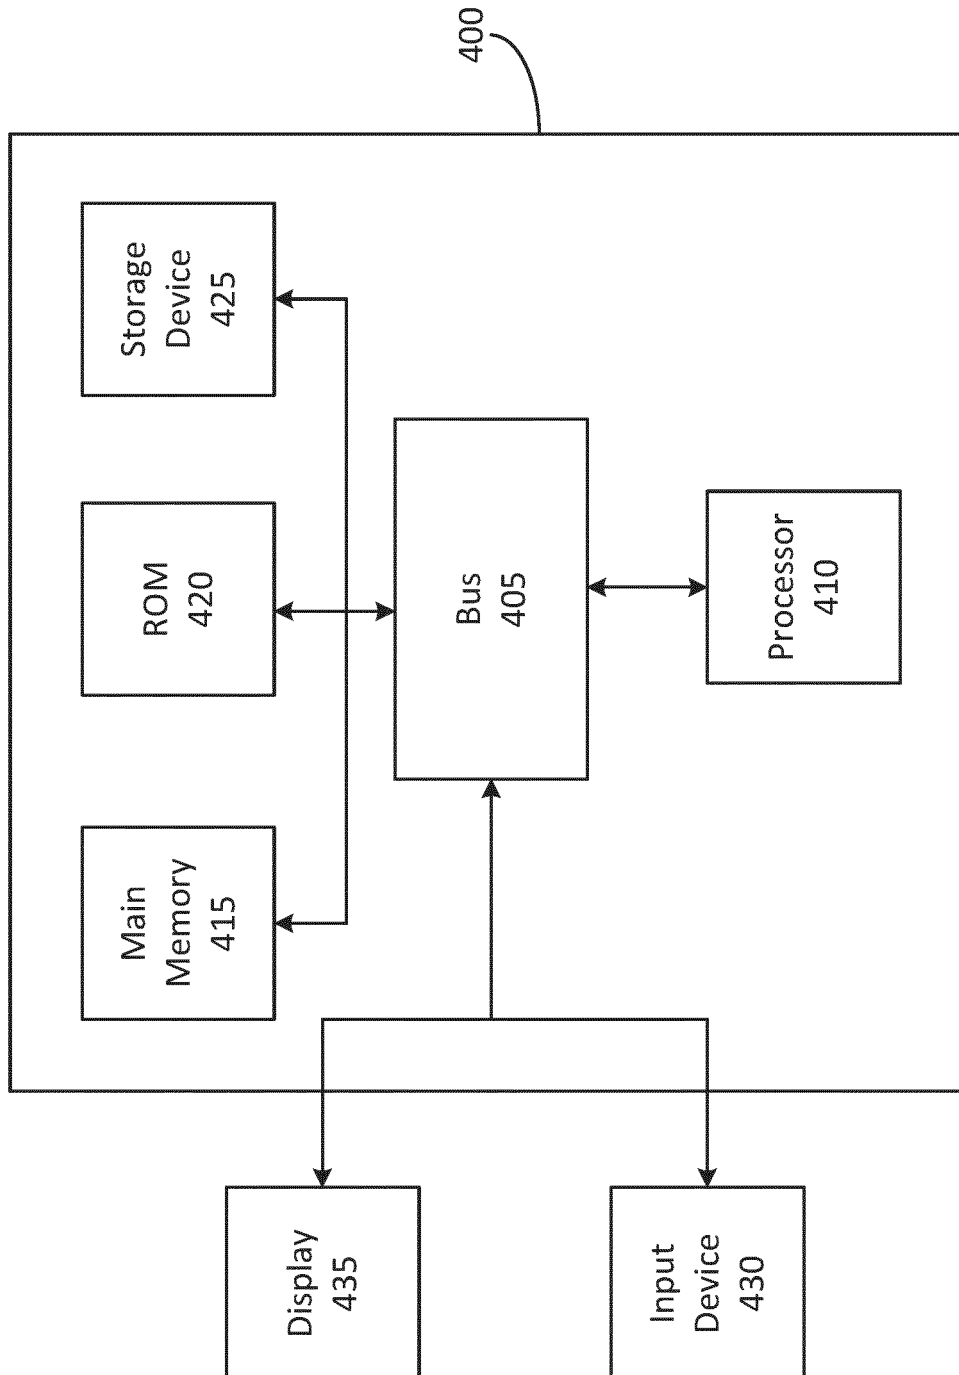 400
Display
435
Main
Memory
415
ROM
420
Storage
Device
425
Bus
405
Input
Device
430
Processor
410